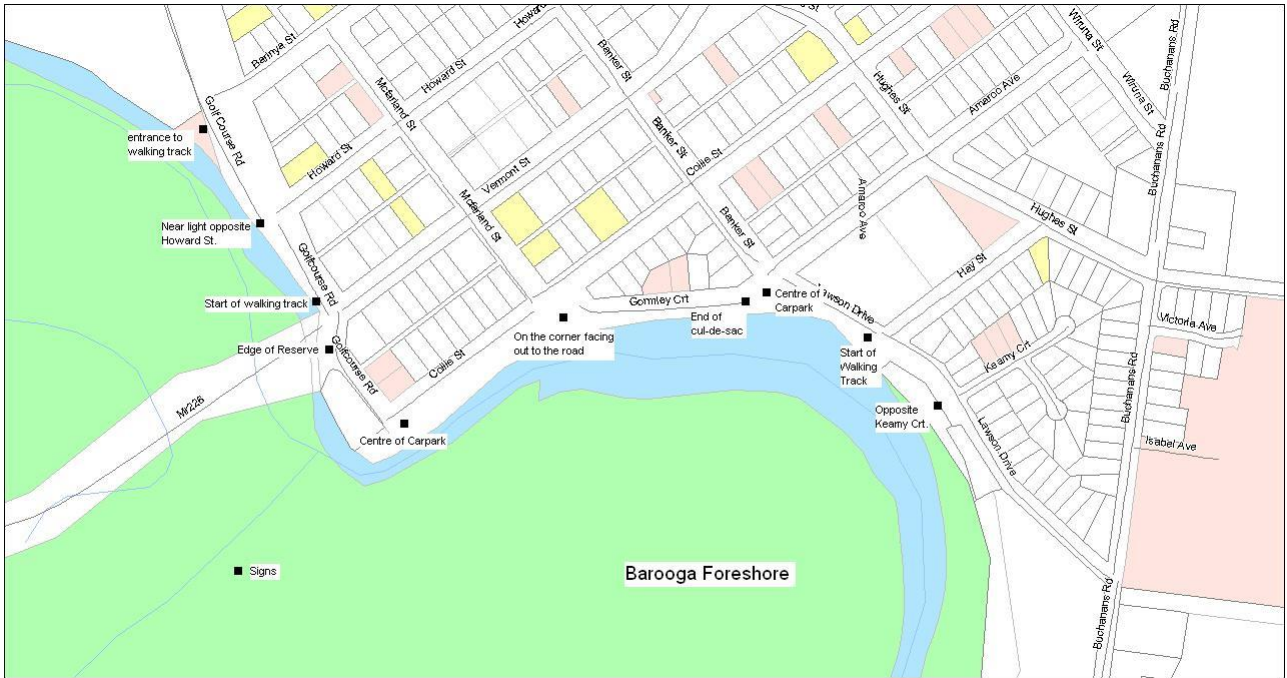 Bannya St
Howard St
Howard St
Mcfarland St
Banker St
Wiruna St
Buchanans Rd
Golf Course Rd
Hughes St
Amaroo Ave
Wiruna St
entrance to
walking track
Banker St
Collie St
Howard St
Vermont St
Buchanans Rd
Mcfarland St
Amaroo Ave
Near light opposite
Howard St.
Banker St
Hughes St
Golfcourse Rd
Hay St
Start of walking track
Gormley Crt
Centre of
Carpark
Lawson Drive
End of
cul-de-sac
Victoria Ave
On the corner facing
out to the road
Edge of Reserve
Start of
Walking
Track
Kearny Crt
Golfcourse Rd
Collie St
Buchanans Rd
Mr226
Opposite
Kearny Crt.
Centre of Carpark
Lawson Drive
Isabel Ave
Signs
Barooga Foreshore
Buchanans Rd